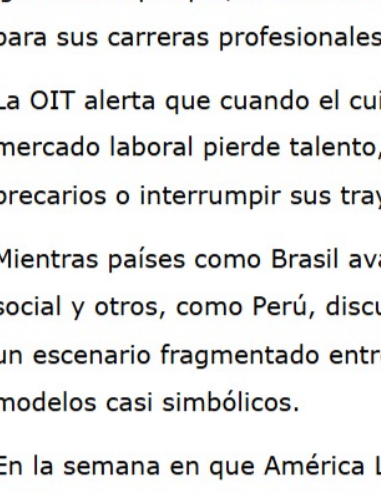 para sus carreras profesionales
La OIT alerta que cuando el cui
mercado laboral pierde talento,
precarios o interrumpir sus tray
Mientras países como Brasil ava
social y otros, como Perú, discu
un escenario fragmentado entr
modelos casi simbólicos.
En la semana en que América L